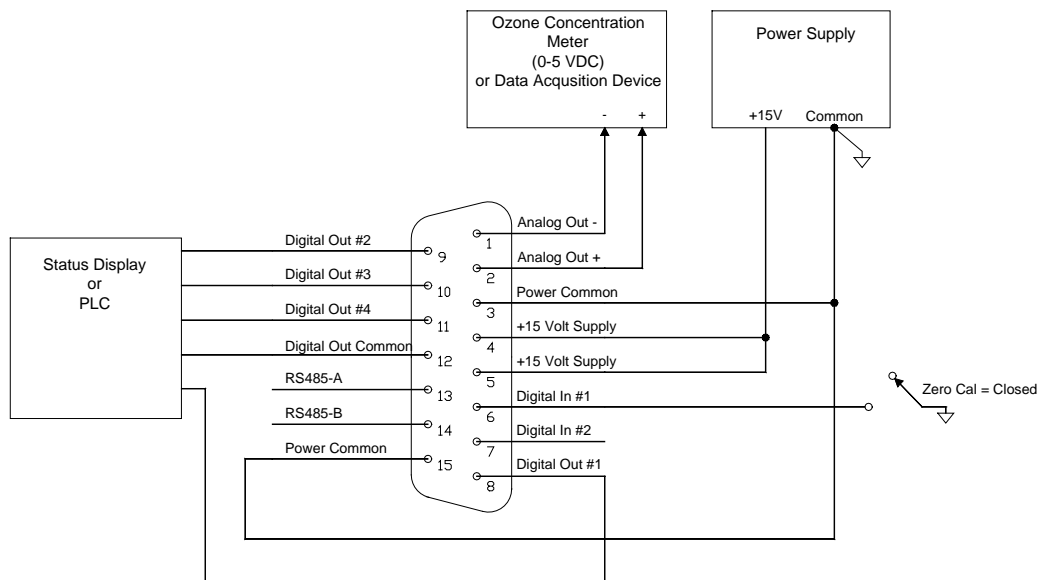 Ozone Concentration
Meter
(0-5 VDC)
or Data Acqusition Device
- +
Power Supply
+15V Common
Status Display
or
PLC
Digital Out #2
9
Digital Out #3
10
Digital Out #4
11
Digital Out Common
12
RS485-A
13
RS485-B
14
Power Common
15
Analog Out -
1
Analog Out +
2
Power Common
3
+15 Volt Supply
4
+15 Volt Supply
5
Digital In #1
6
Digital In #2
7
Digital Out #1
8
Zero Cal = Closed